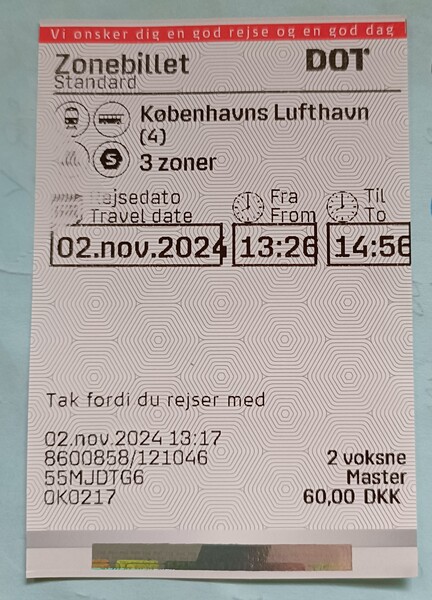 Vi ønsker dig en god rejse og en god dag
Zonebillet DOT
Standard
Københavns Lufthavn
(4)
S 3 zoner
Rejsedato Fra Til
Travel date From To
02.nov.2024 13:26 14:56
Tak fordi du rejser med
02.nov.2024 13:17
8600858/121046 2 voksne
55MJDTG6 Master
0K0217 60,00 DKK